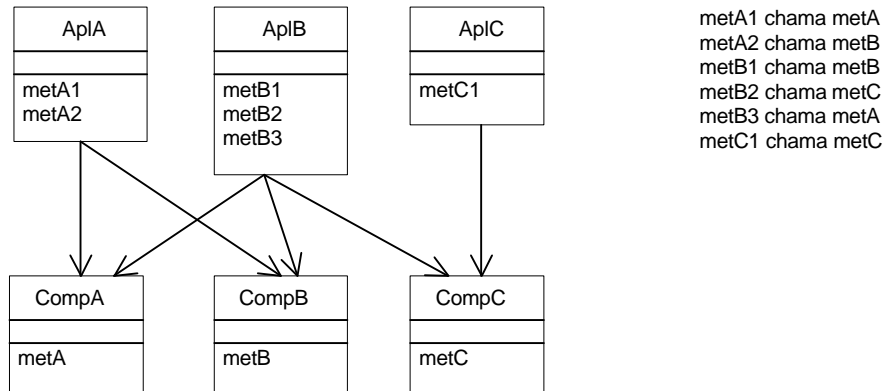 AplA
metA1
metA2
AplB
metB1
metB2
metB3
AplC
metC1
metA1 chama metA
metA2 chama metB
metB1 chama metB
metB2 chama metC
metB3 chama metA
metC1 chama metC
CompA
metA
CompB
metB
CompC
metC